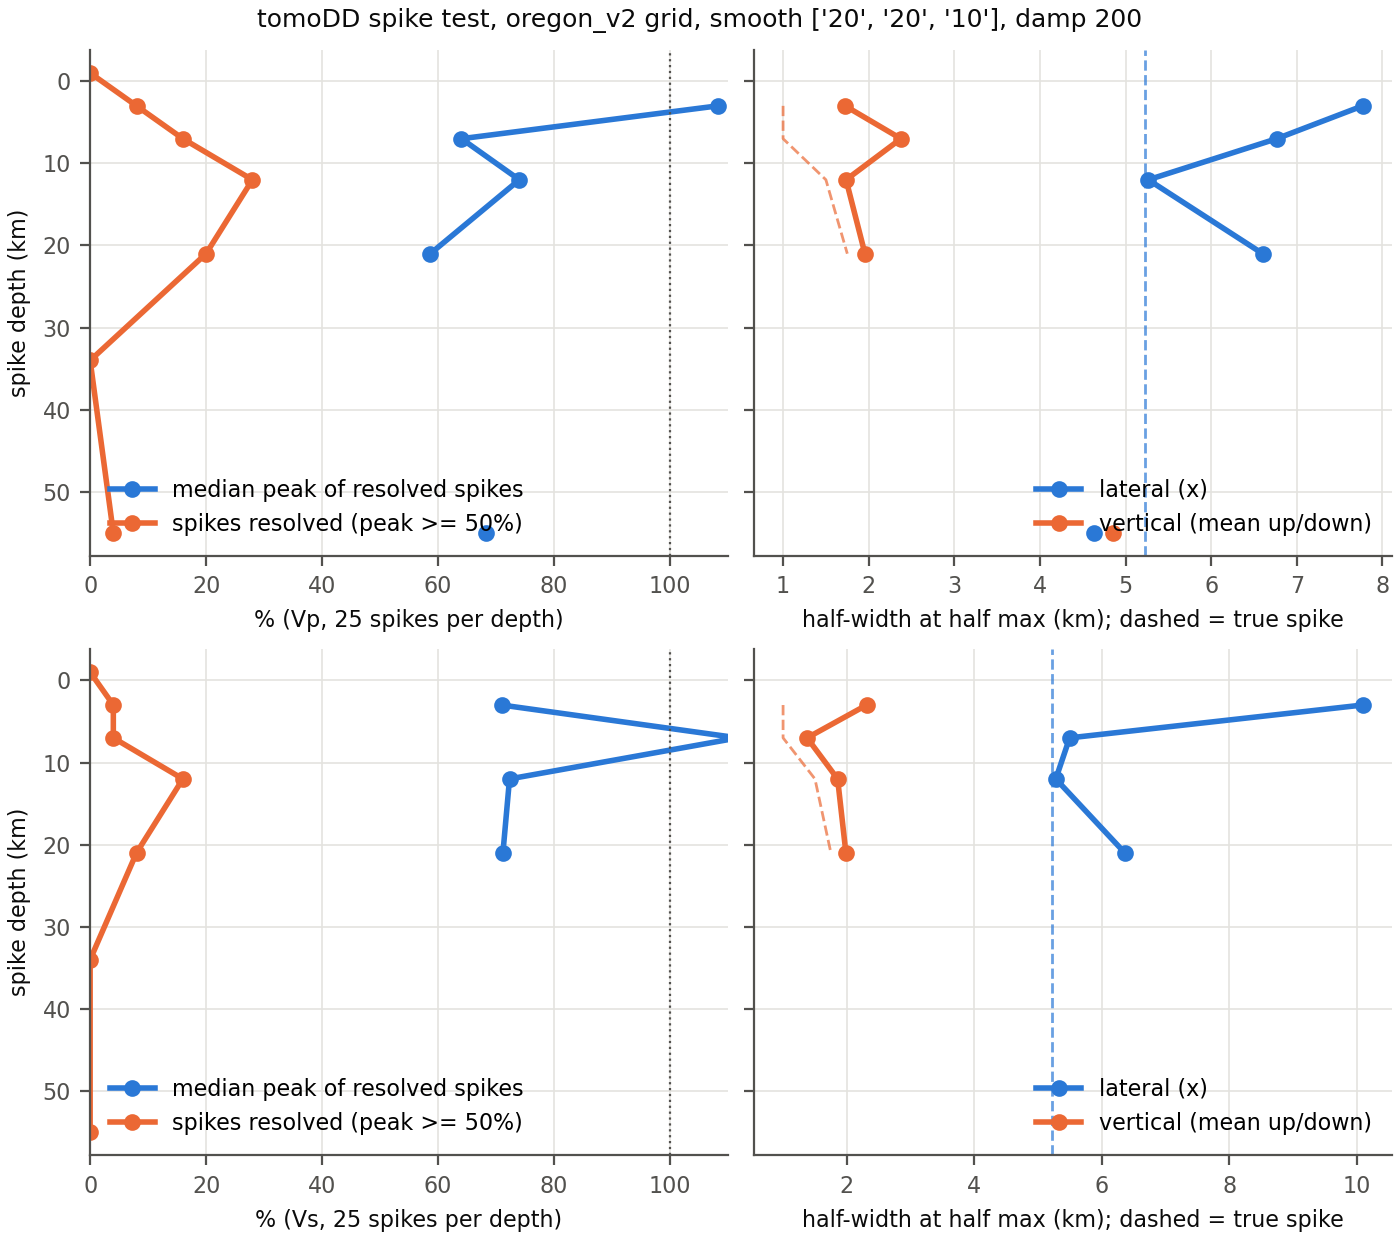 tomoDD spike test, oregon_v2 grid, smooth ['20', '20', '10'], damp 200
spike depth (km)
0
10
20
30
40
50
median peak of resolved spikes
spikes resolved (peak >= 50%)
0 20 40 60 80 100
% (Vp, 25 spikes per depth)
lateral (x)
vertical (mean up/down)
1 2 3 4 5 6 7 8
half-width at half max (km); dashed = true spike
spike depth (km)
0
10
20
30
40
50
median peak of resolved spikes
spikes resolved (peak >= 50%)
0 20 40 60 80 100
% (Vs, 25 spikes per depth)
lateral (x)
vertical (mean up/down)
2 4 6 8 10
half-width at half max (km); dashed = true spike